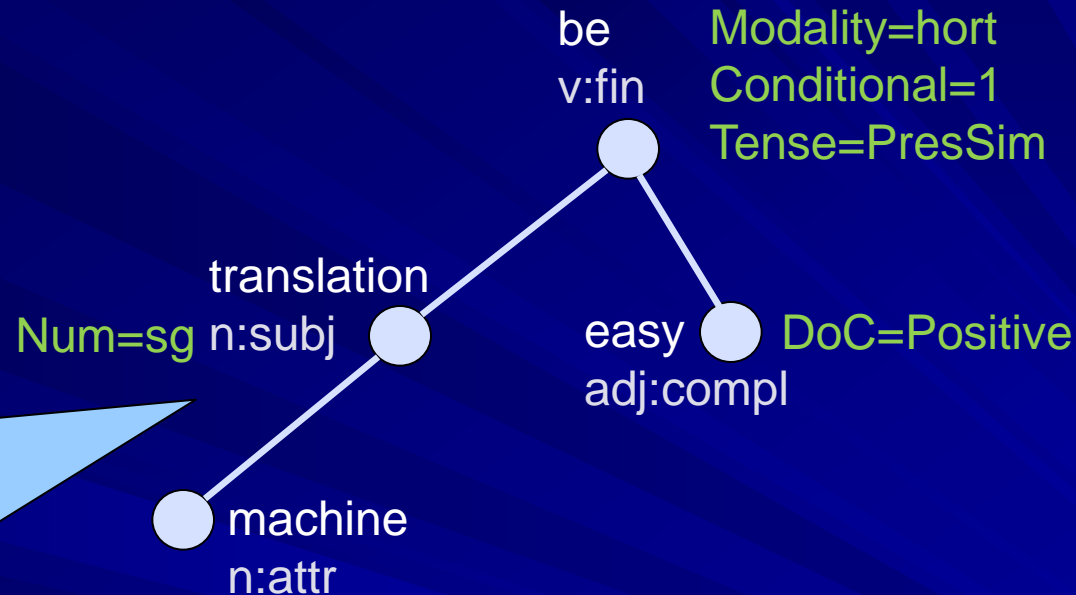 be
v:fin
Modality=hort
Conditional=1
Tense=PresSim
translation
n:subj
Num=sg
easy
adj:compl
DoC=Positive
machine
n:attr